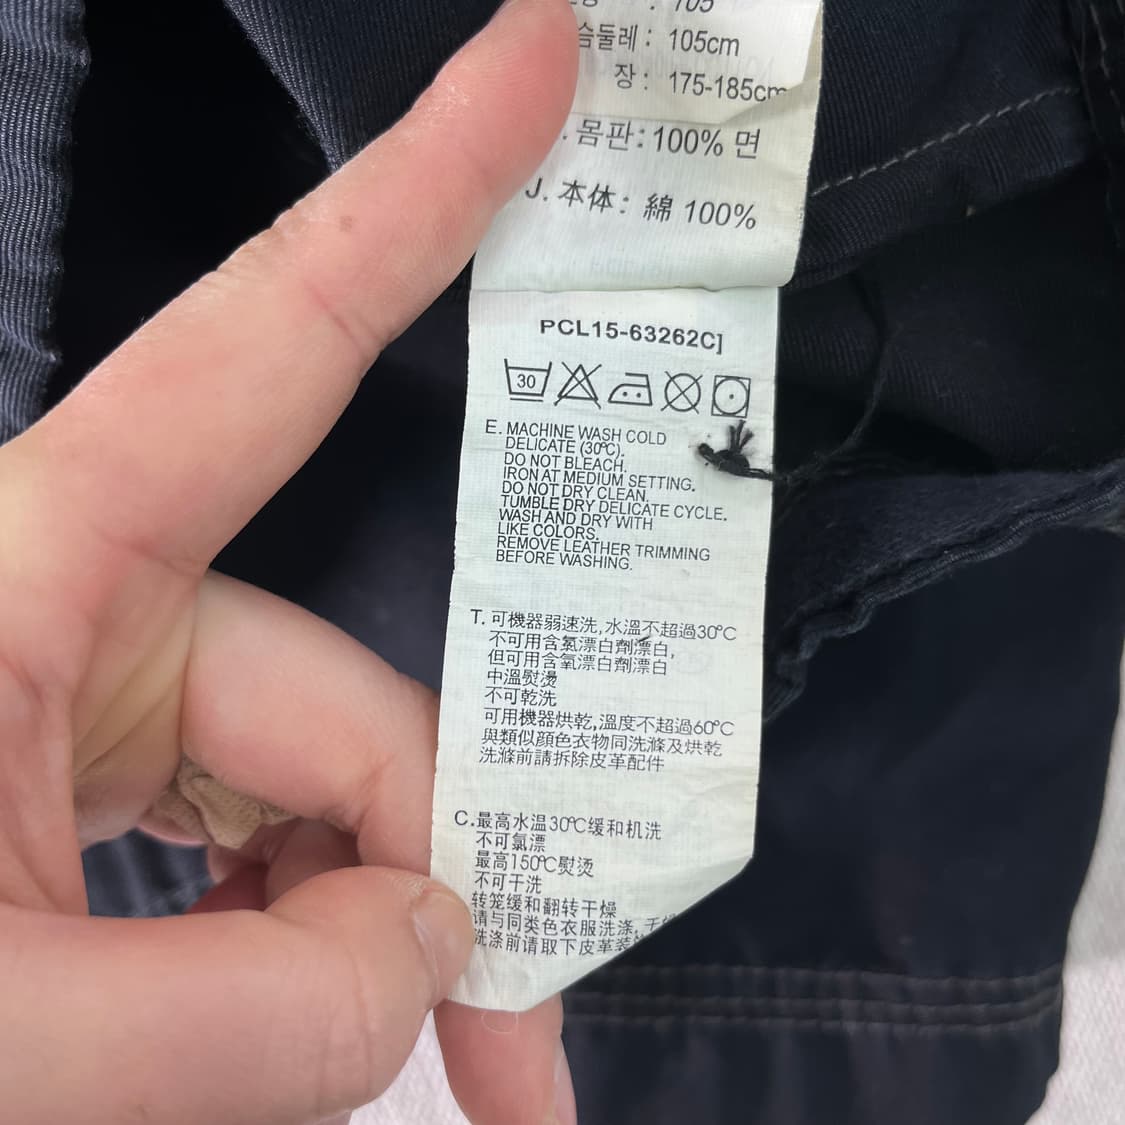 105
슴둘레 : 105cm
장 : 175-185cm
몸판 : 100% 면
J. 本体 : 綿 100%
PCL15-63262C]
30
E. MACHINE WASH COLD
DELICATE (30℃).
DO NOT BLEACH.
IRON AT MEDIUM SETTING.
DO NOT DRY CLEAN.
TUMBLE DRY DELICATE CYCLE.
WASH AND DRY WITH
LIKE COLORS.
REMOVE LEATHER TRIMMING
BEFORE WASHING.
T. 可機器弱速洗,水溫不超過30℃
不可用含氯漂白劑漂白,
但可用含氧漂白劑漂白
中溫熨燙
不可乾洗
可用機器烘乾,溫度不超過60℃
與類似顏色衣物同洗滌及烘乾
洗滌前請拆除皮革配件
C.最高水温30℃缓和机洗
不可氯漂
最高150℃熨烫
不可干洗
转笼缓和翻转干燥
请与同类色衣服洗涤,
洗涤前请取下皮革装